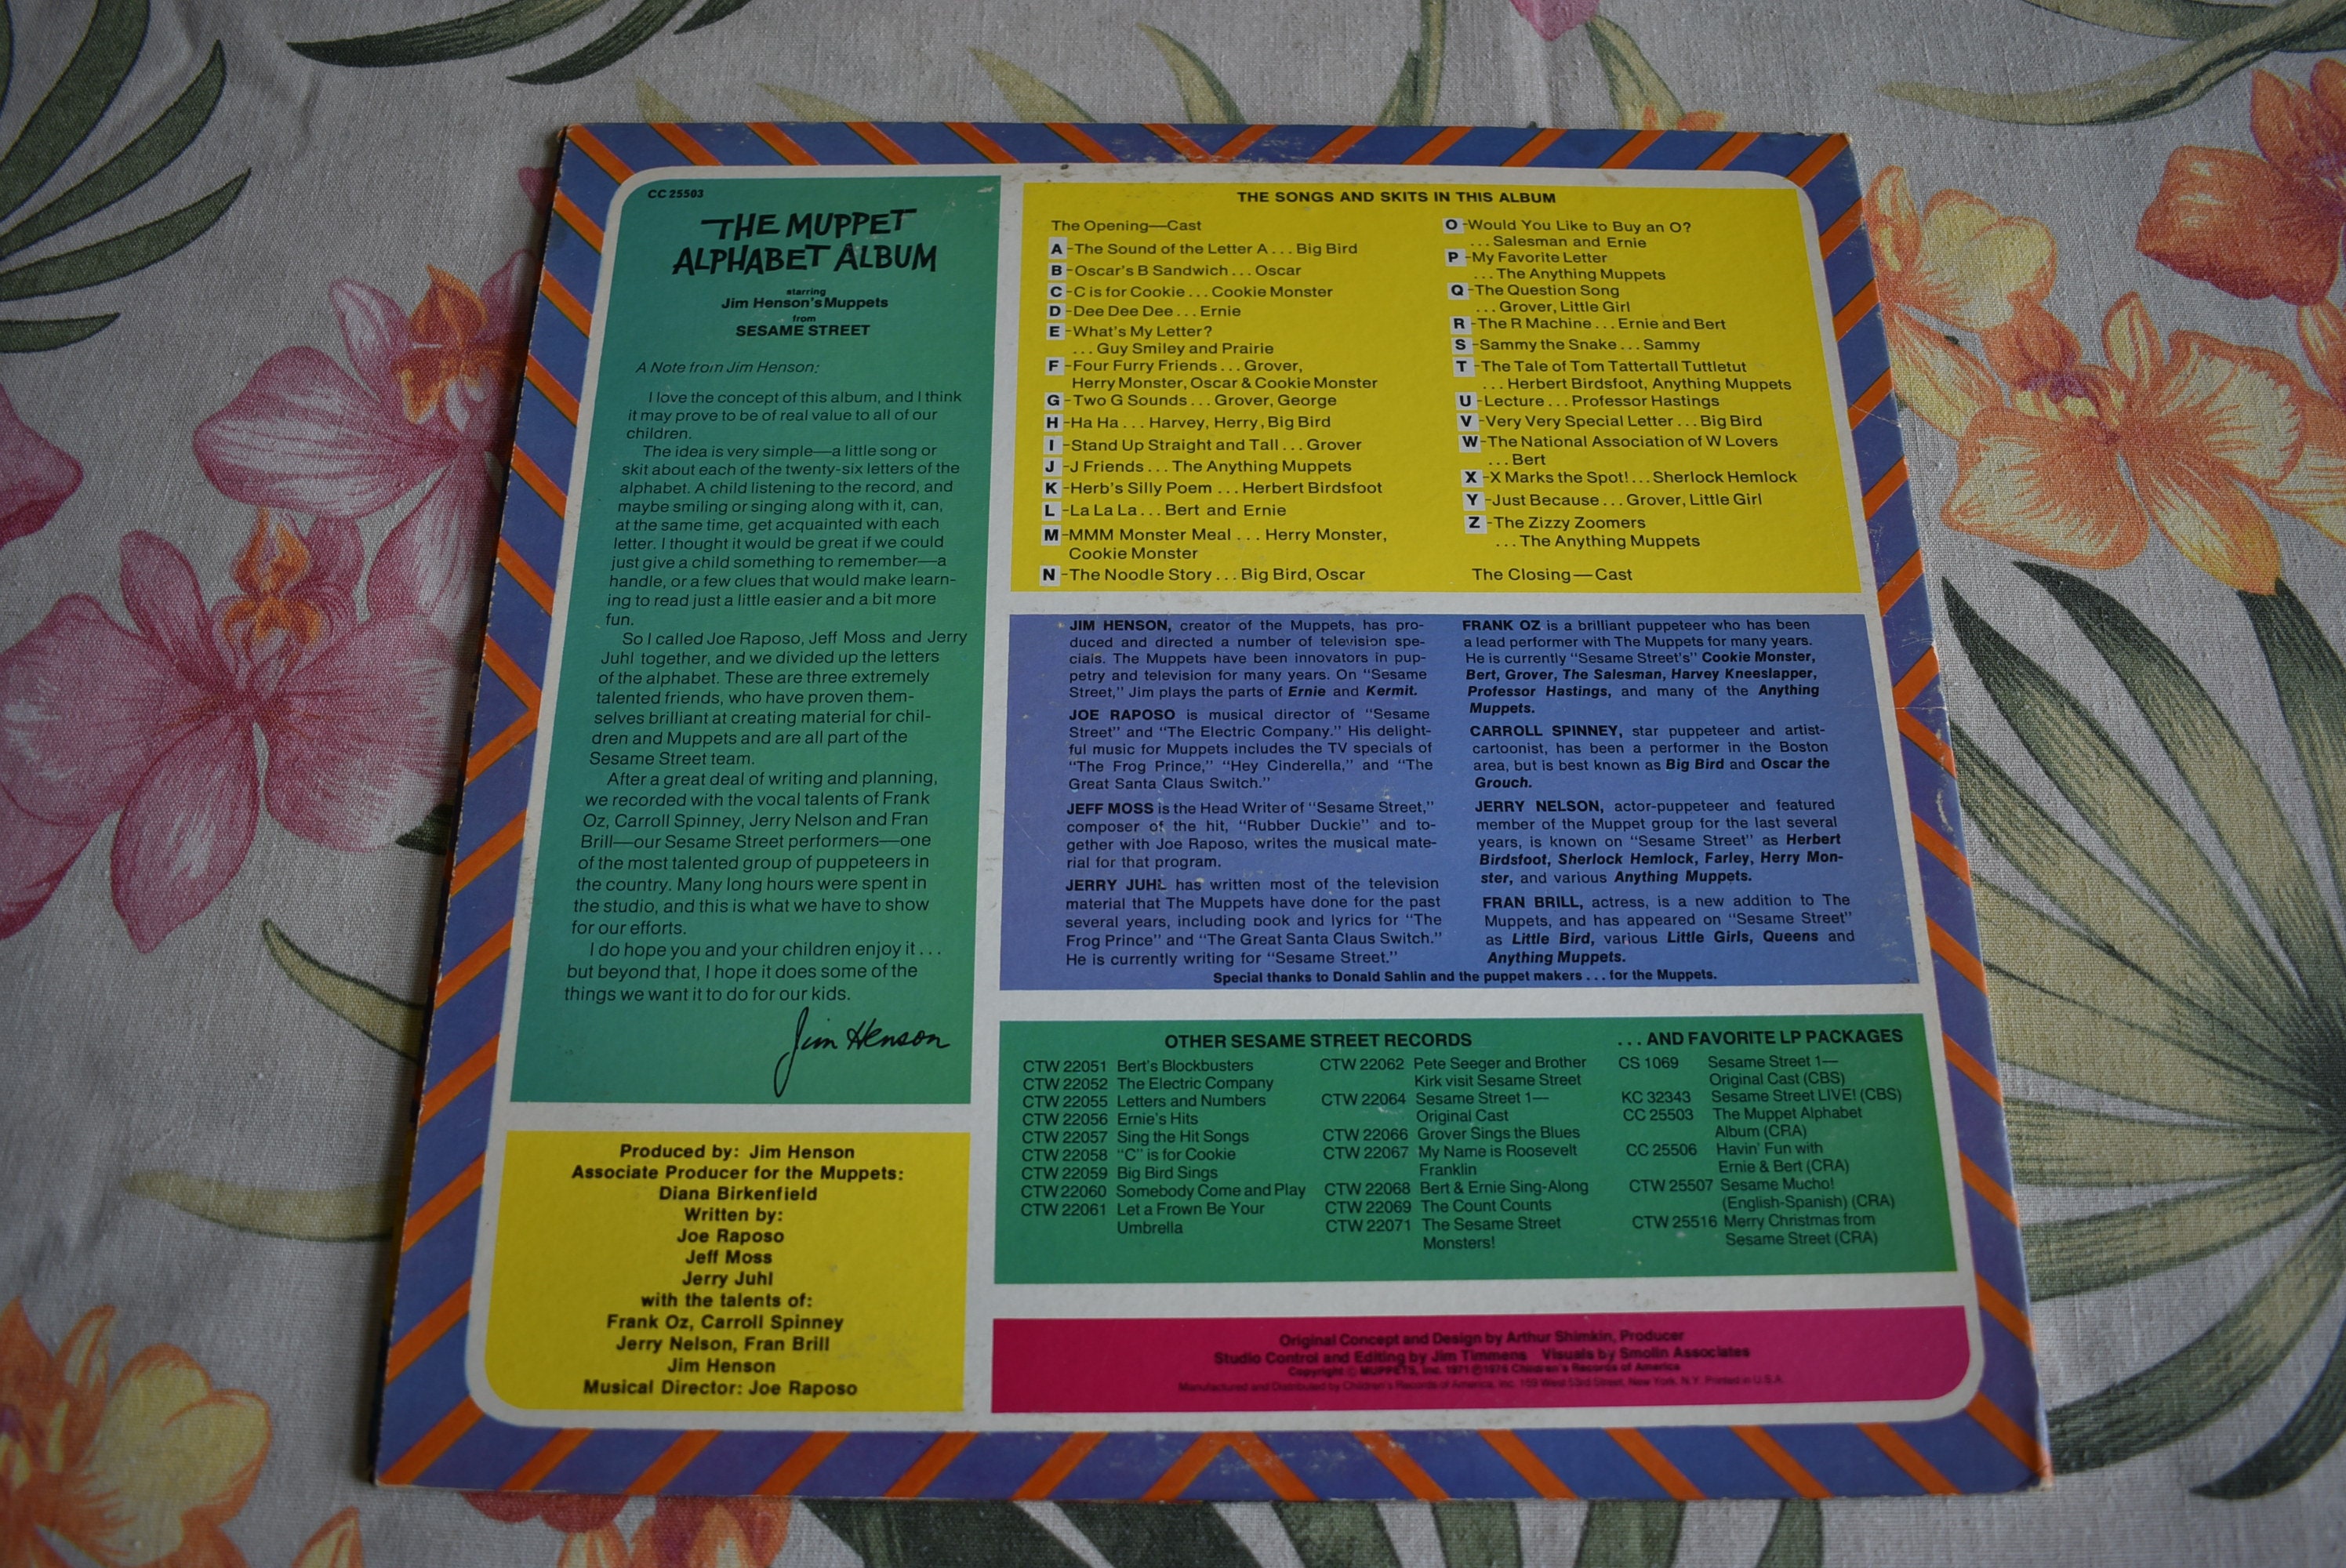 CC 25503
THE MUPPET
ALPHABET ALBUM
starring
Jim Henson's Muppets
from
SESAME STREET
A Note from Jim Henson:
I love the concept of this album, and I think
it may prove to be of real value to all of our
children.
The idea is very simple—a little song or
skit about each of the twenty-six letters of the
alphabet. A child listening to the record, and
maybe smiling or singing along with it, can,
at the same time, get acquainted with each
letter. I thought it would be great if we could
just give a child something to remember—a
handle, or a few clues that would make learn-
ing to read just a little easier and a bit more
fun.
So I called Joe Raposo, Jeff Moss and Jerry
Juhl together, and we divided up the letters
of the alphabet. These are three extremely
talented friends, who have proven them-
selves brilliant at creating material for chil-
dren and Muppets and are all part of the
Sesame Street team.
After a great deal of writing and planning,
we recorded with the vocal talents of Frank
Oz, Carroll Spinney, Jerry Nelson and Fran
Brill—our Sesame Street performers—one
of the most talented group of puppeteers in
the country. Many long hours were spent in
the studio, and this is what we have to show
for our efforts.
I do hope you and your children enjoy it...
but beyond that, I hope it does some of the
things we want it to do for our kids.
Jim Henson
Produced by: Jim Henson
Associate Producer for the Muppets:
Diana Birkenfield
Written by:
Joe Raposo
Jeff Moss
Jerry Juhl
with the talents of:
Frank Oz, Carroll Spinney
Jerry Nelson, Fran Brill
Jim Henson
Musical Director: Joe Raposo
THE SONGS AND SKITS IN THIS ALBUM
The Opening—Cast
A-The Sound of the Letter A... Big Bird
B-Oscar's B Sandwich... Oscar
C-C is for Cookie... Cookie Monster
D-Dee Dee Dee... Ernie
E-What's My Letter?
...Guy Smiley and Prairie
F-Four Furry Friends... Grover,
Herry Monster, Oscar & Cookie Monster
G-Two G Sounds... Grover, George
H-Ha Ha... Harvey, Herry, Big Bird
I-Stand Up Straight and Tall... Grover
J-J Friends... The Anything Muppets
K-Herb's Silly Poem... Herbert Birdsfoot
L-La La La... Bert and Ernie
M-MMM Monster Meal... Herry Monster,
Cookie Monster
N-The Noodle Story... Big Bird, Oscar
O-Would You Like to Buy an O?
...Salesman and Ernie
P-My Favorite Letter
...The Anything Muppets
Q-The Question Song
...Grover, Little Girl
R-The R Machine... Ernie and Bert
S-Sammy the Snake... Sammy
T-The Tale of Tom Tattertall Tuttletut
...Herbert Birdsfoot, Anything Muppets
U-Lecture... Professor Hastings
V-Very Very Special Letter... Big Bird
W-The National Association of W Lovers
...Bert
X-X Marks the Spot!... Sherlock Hemlock
Y-Just Because... Grover, Little Girl
Z-The Zizzy Zoomers
...The Anything Muppets
The Closing—Cast
JIM HENSON, creator of the Muppets, has pro-
duced and directed a number of television spe-
cials. The Muppets have been innovators in pup-
petry and television for many years. On "Sesame
Street," Jim plays the parts of Ernie and Kermit.
JOE RAPOSO is musical director of "Sesame
Street" and "The Electric Company." His delight-
ful music for Muppets includes the TV specials of
"The Frog Prince," "Hey Cinderella," and "The
Great Santa Claus Switch."
JEFF MOSS is the Head Writer of "Sesame Street,"
composer of the hit, "Rubber Duckie" and to-
gether with Joe Raposo, writes the musical mate-
rial for that program.
JERRY JUHL has written most of the television
material that The Muppets have done for the past
several years, including book and lyrics for "The
Frog Prince" and "The Great Santa Claus Switch."
He is currently writing for "Sesame Street."
FRANK OZ is a brilliant puppeteer who has been
a lead performer with The Muppets for many years.
He is currently "Sesame Street's" Cookie Monster,
Bert, Grover, The Salesman, Harvey Kneeslapper,
Professor Hastings, and many of the Anything
Muppets.
CARROLL SPINNEY, star puppeteer and artist-
cartoonist, has been a performer in the Boston
area, but is best known as Big Bird and Oscar the
Grouch.
JERRY NELSON, actor-puppeteer and featured
member of the Muppet group for the last several
years, is known on "Sesame Street" as Herbert
Birdsfoot, Sherlock Hemlock, Farley, Herry Mon-
ster, and various Anything Muppets.
FRAN BRILL, actress, is a new addition to The
Muppets, and has appeared on "Sesame Street"
as Little Bird, various Little Girls, Queens and
Anything Muppets.
Special thanks to Donald Sahlin and the puppet makers... for the Muppets.
OTHER SESAME STREET RECORDS
CTW 22051 Bert's Blockbusters
CTW 22052 The Electric Company
CTW 22055 Letters and Numbers
CTW 22056 Ernie's Hits
CTW 22057 Sing the Hit Songs
CTW 22058 "C" is for Cookie
CTW 22059 Big Bird Sings
CTW 22060 Somebody Come and Play
CTW 22061 Let a Frown Be Your
Umbrella
CTW 22062 Pete Seeger and Brother
Kirk visit Sesame Street
CTW 22064 Sesame Street 1—
Original Cast
CTW 22066 Grover Sings the Blues
CTW 22067 My Name is Roosevelt
Franklin
CTW 22068 Bert & Ernie Sing-Along
CTW 22069 The Count Counts
CTW 22071 The Sesame Street
Monsters!
...AND FAVORITE LP PACKAGES
CS 1069 Sesame Street 1—
Original Cast (CBS)
KC 32343 Sesame Street LIVE! (CBS)
CC 25503 The Muppet Alphabet
Album (CRA)
CC 25506 Havin' Fun with
Ernie & Bert (CRA)
CTW 25507 Sesame Mucho!
(English-Spanish) (CRA)
CTW 25516 Merry Christmas from
Sesame Street (CRA)
Original Concept and Design by Arthur Shimkin, Producer
Studio Control and Editing by Jim Timmens Visuals by Smolin Associates
Copyright © MUPPETS, Inc. 1971 ℗1976 Children's Records of America
Manufactured and Distributed by Children's Records of America, Inc. 159 West 53rd Street, New York, N.Y. Printed in U.S.A.